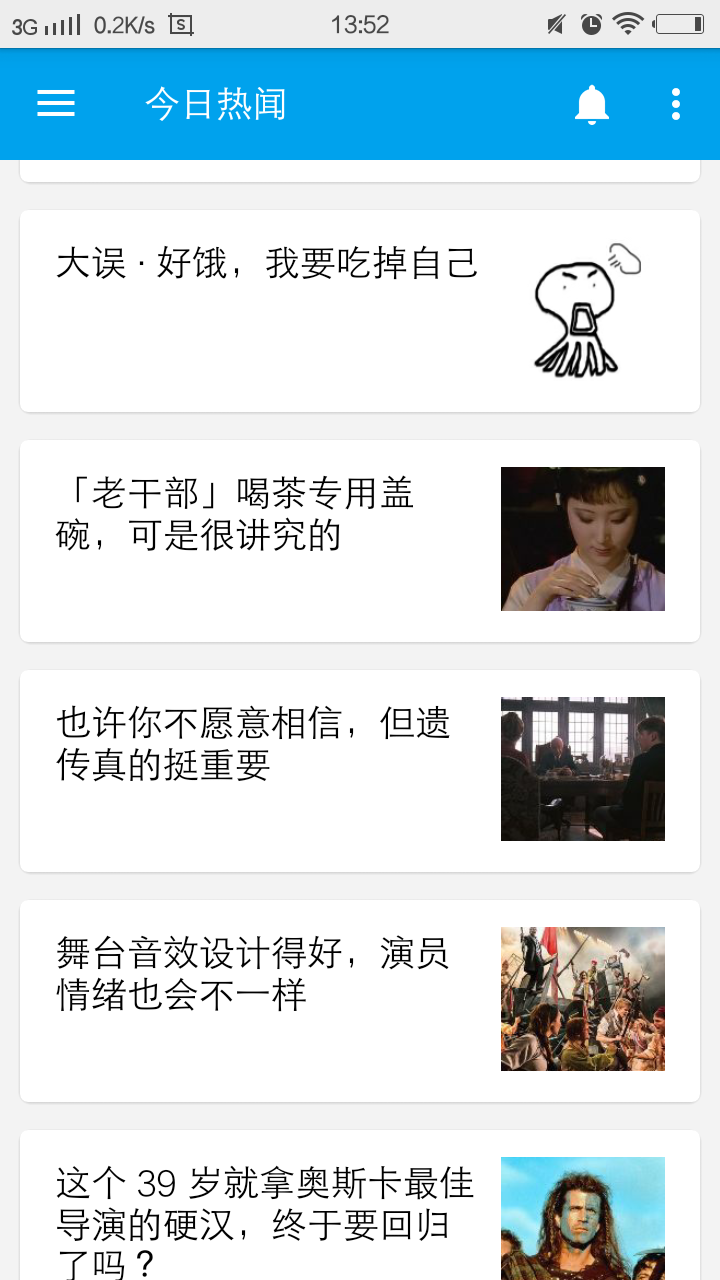 3G 0.2K/s S 13:52
今日热闻
大误 · 好饿，我要吃掉自己
「老干部」喝茶专用盖
碗，可是很讲究的
也许你不愿意相信，但遗
传真的挺重要
舞台音效设计得好，演员
情绪也会不一样
这个 39 岁就拿奥斯卡最佳
导演的硬汉，终于要回归
了吗？